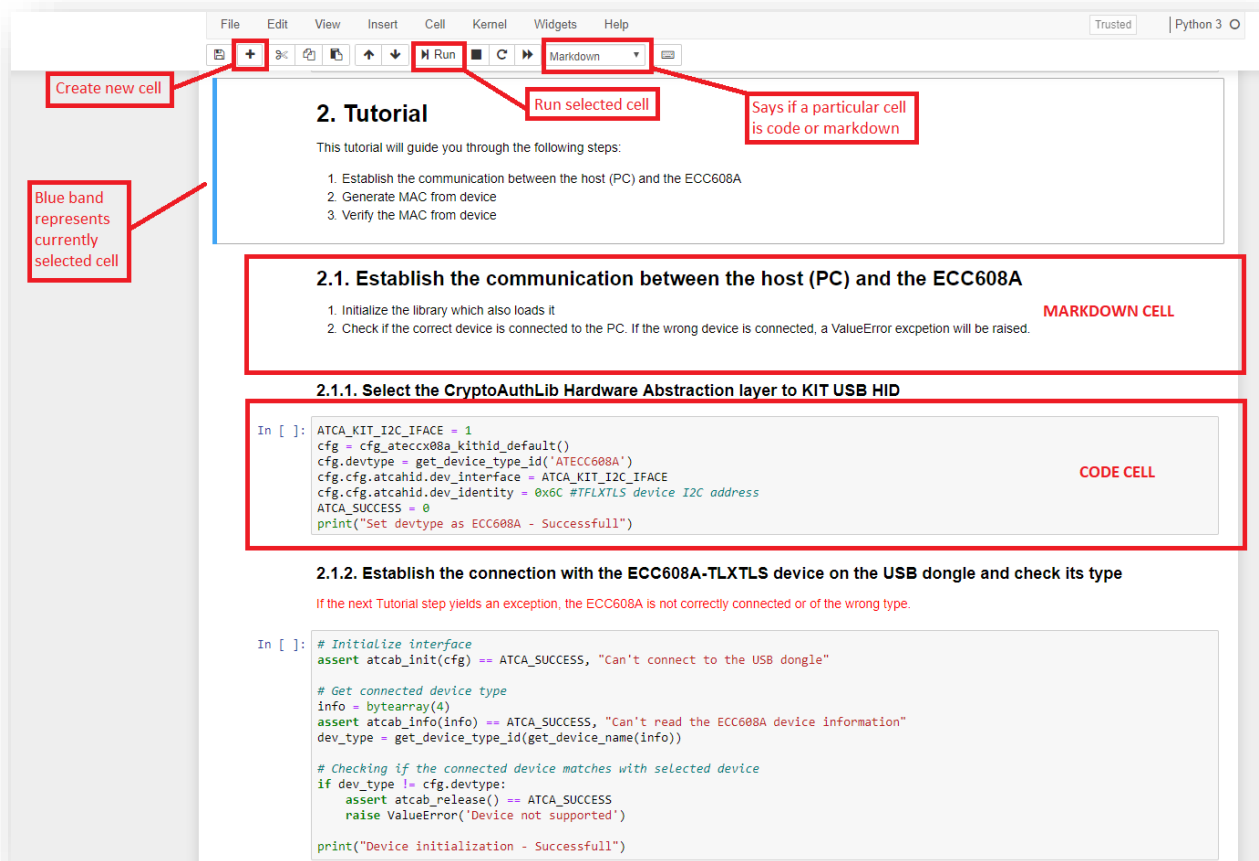 File Edit View Insert Cell Kernel Widgets Help Trusted Python 3
Run Markdown
Create new cell
Run selected cell
Says if a particular cell
is code or markdown
Blue band
represents
currently
selected cell
2. Tutorial
This tutorial will guide you through the following steps:
1. Establish the communication between the host (PC) and the ECC608A
2. Generate MAC from device
3. Verify the MAC from device
2.1. Establish the communication between the host (PC) and the ECC608A
1. Initialize the library which also loads it
2. Check if the correct device is connected to the PC. If the wrong device is connected, a ValueError excpetion will be raised.
MARKDOWN CELL
2.1.1. Select the CryptoAuthLib Hardware Abstraction layer to KIT USB HID
In [ ]: ATCA_KIT_I2C_IFACE = 1
cfg = cfg_ateccx08a_kithid_default()
cfg.devtype = get_device_type_id('ATECC608A')
cfg.cfg.atcahid.dev_interface = ATCA_KIT_I2C_IFACE
cfg.cfg.atcahid.dev_identity = 0x6C #TFLXTLS device I2C address
ATCA_SUCCESS = 0
print("Set devtype as ECC608A - Successfull")
CODE CELL
2.1.2. Establish the connection with the ECC608A-TLXTLS device on the USB dongle and check its type
If the next Tutorial step yields an exception, the ECC608A is not correctly connected or of the wrong type.
In [ ]: # Initialize interface
assert atcab_init(cfg) == ATCA_SUCCESS, "Can't connect to the USB dongle"
# Get connected device type
info = bytearray(4)
assert atcab_info(info) == ATCA_SUCCESS, "Can't read the ECC608A device information"
dev_type = get_device_type_id(get_device_name(info))
# Checking if the connected device matches with selected device
if dev_type != cfg.devtype:
    assert atcab_release() == ATCA_SUCCESS
    raise ValueError('Device not supported')
print("Device initialization - Successfull")